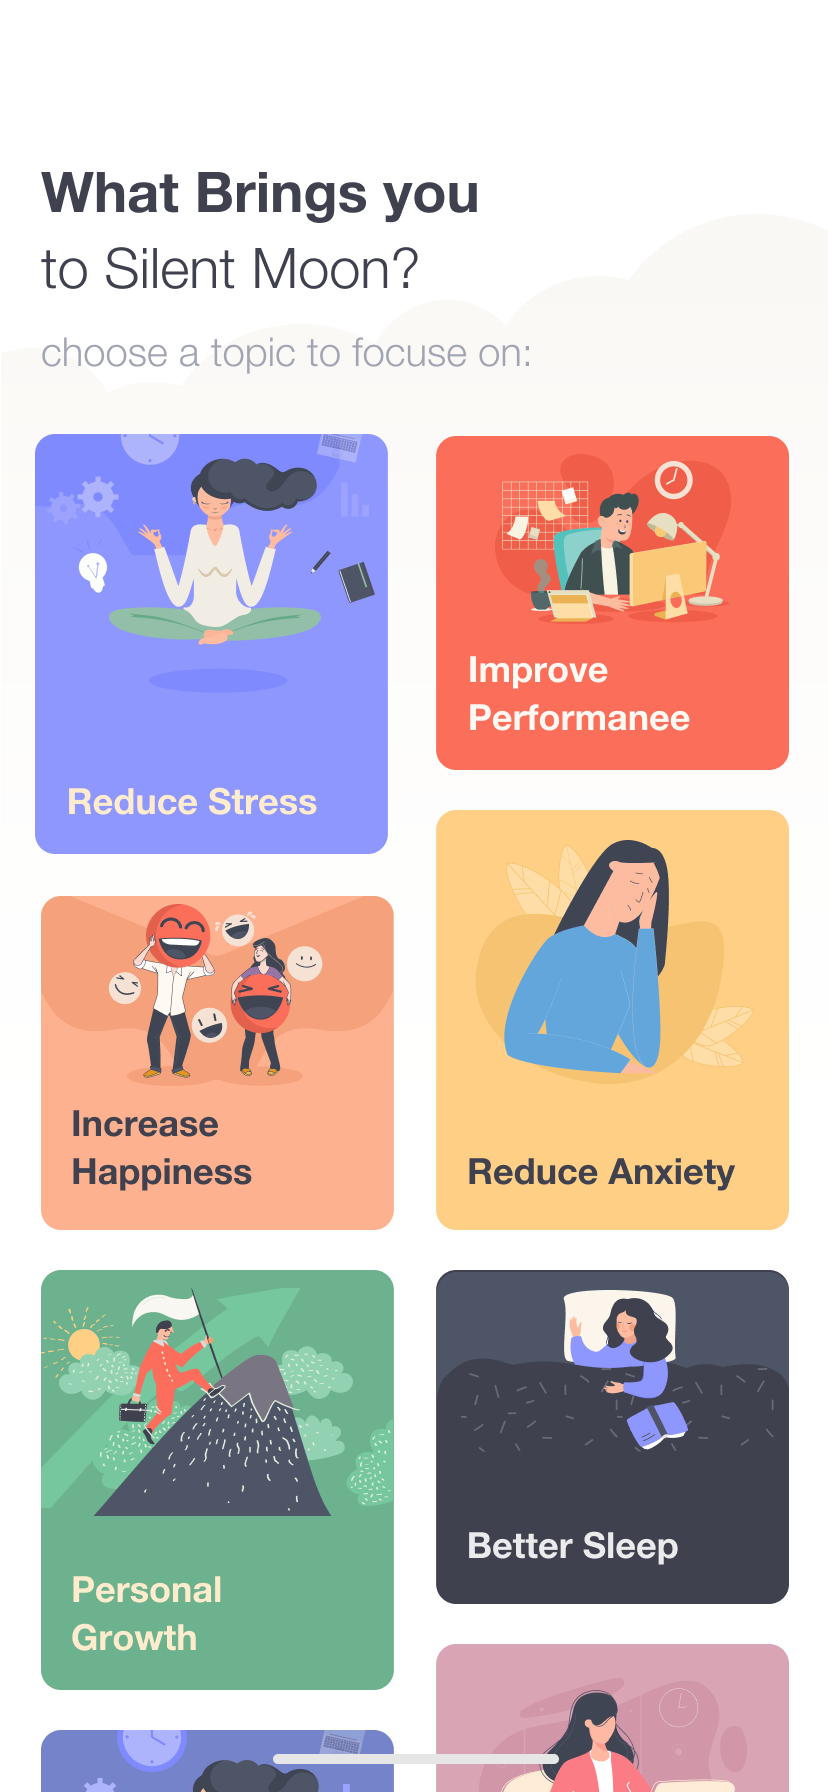 What Brings you
to Silent Moon?
choose a topic to focuse on:
Reduce Stress
Improve
Performanee
Increase
Happiness
Reduce Anxiety
Personal
Growth
Better Sleep